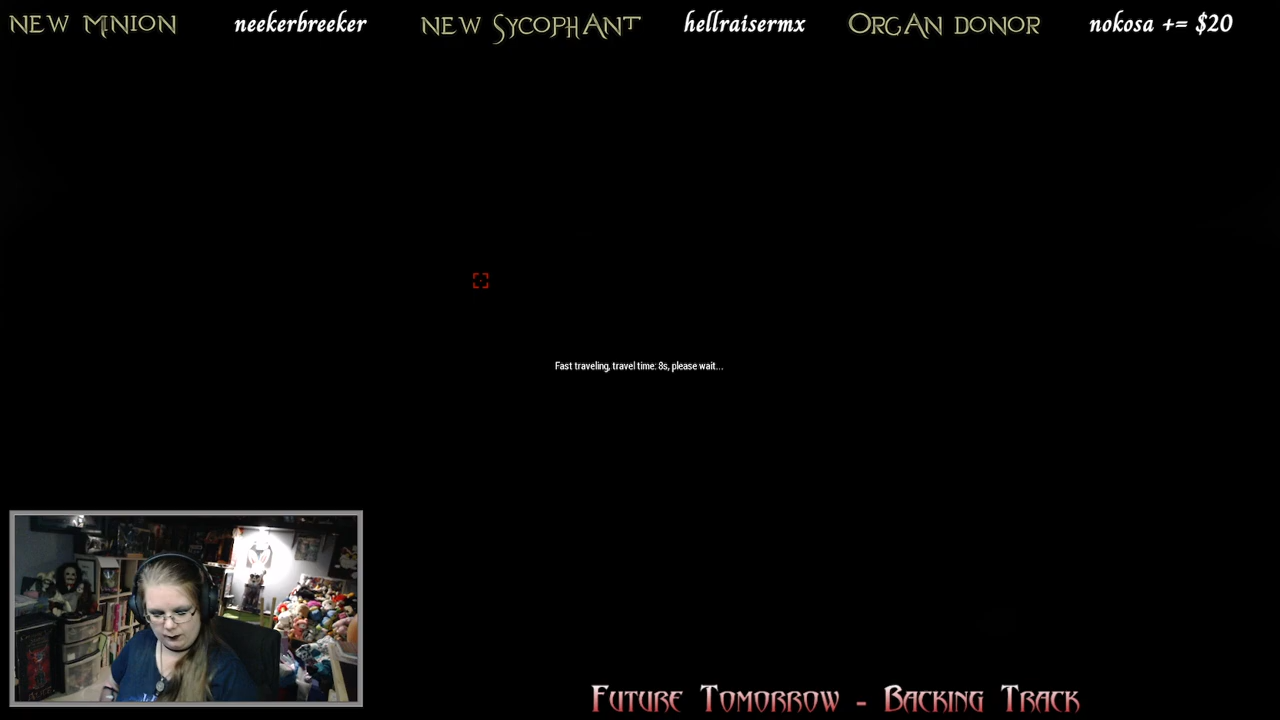 NEW MINION neekerbreeker NEW SYCOPHANT hellraisermx ORGAN DONOR nokosa += $20
Fast traveling, travel time: 8s, please wait...
FUTURE TOMORROW - BACKING TRACK